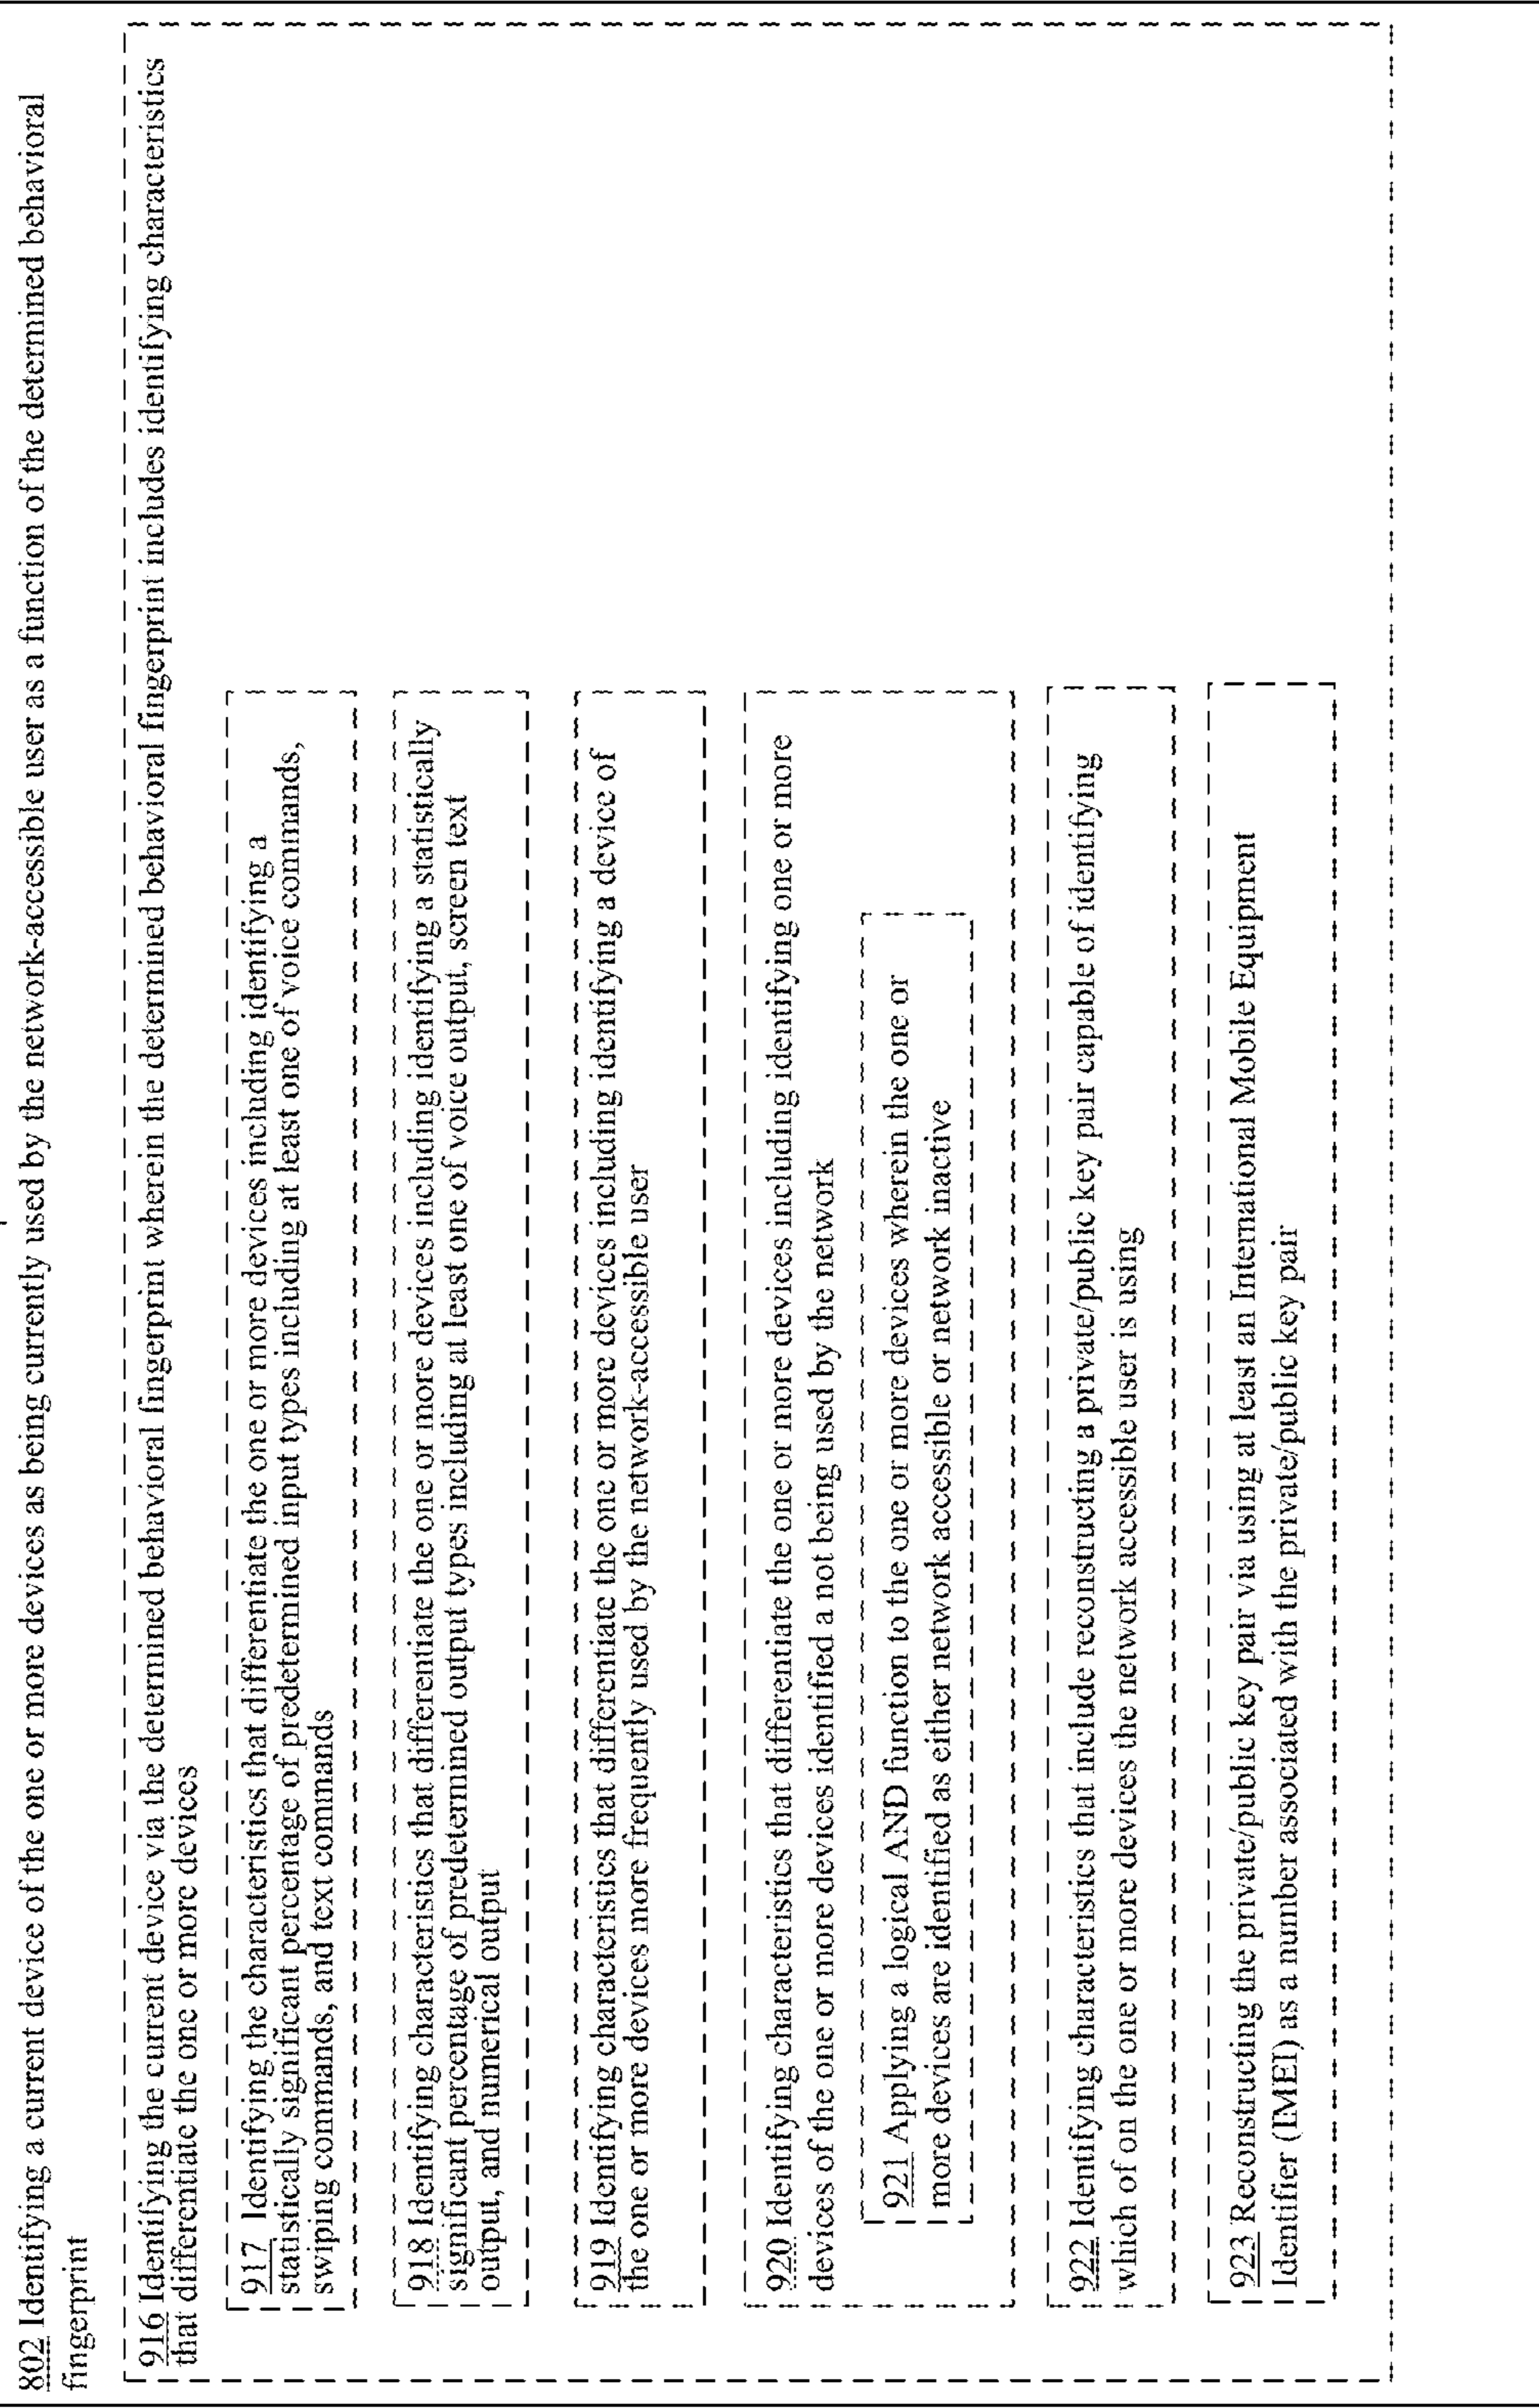 802 Identifying a current device of the one or more devices as being currently used by the network-accessible user as a function of the determined behavioral
fingerprint
916 Identifying the current device via the determined behavioral fingerprint wherein the determined behavioral fingerprint includes identifying characteristics
that differentiate the one or more devices
917 Identifying the characteristics that differentiate the one or more devices including identifying a
statistically significant percentage of predetermined input types including at least one of voice commands,
swiping commands, and text commands
918 Identifying characteristics that differentiate the one or more devices including identifying a statistically
significant percentage of predetermined output types including at least one of voice output, screen text
output, and numerical output
919 Identifying characteristics that differentiate the one or more devices including identifying a device of
the one or more devices more frequently used by the network-accessible user
920 Identifying characteristics that differentiate the one or more devices including identifying one or more
devices of the one or more devices identified a not being used by the network
921 Applying a logical AND function to the one or more devices wherein the one or
more devices are identified as either network accessible or network inactive
922 Identifying characteristics that include reconstructing a private/public key pair capable of identifying
which of on the one or more devices the network accessible user is using
923 Reconstructing the private/public key pair via using at least an International Mobile Equipment
Identifier (IMEI) as a number associated with the private/public key pair